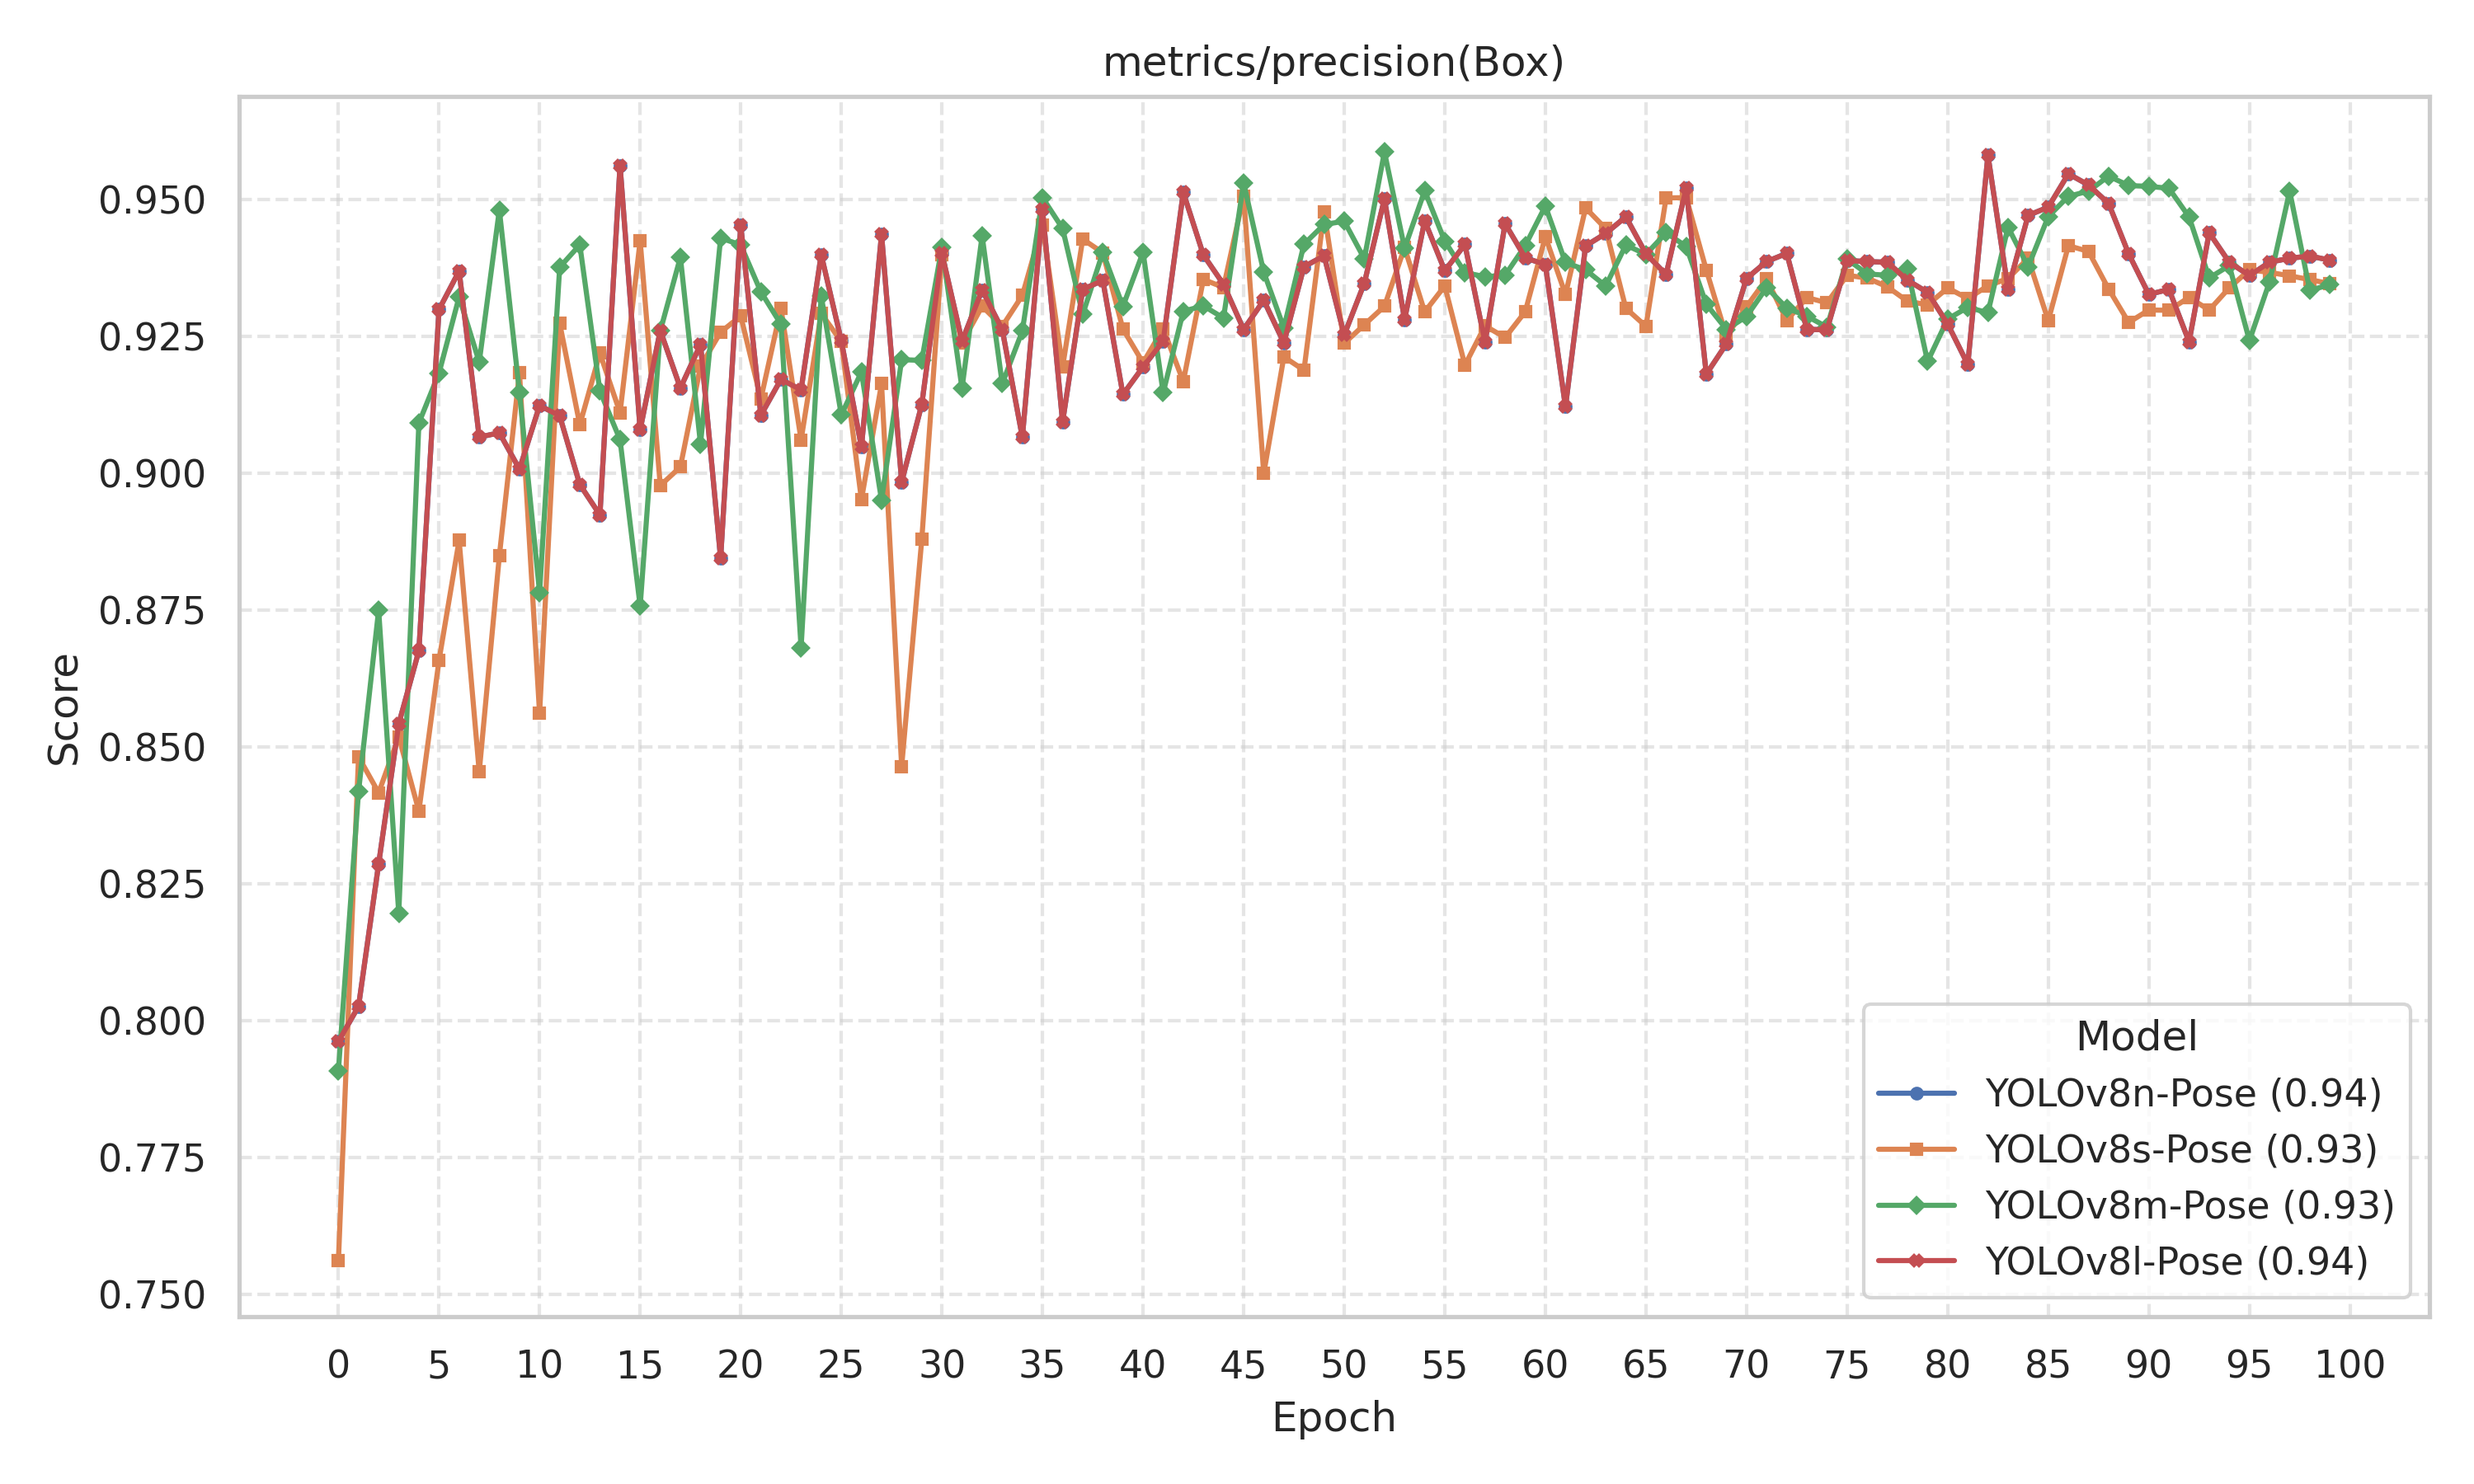 metrics/precision(Box)
Score
0.950
0.925
0.900
0.875
0.850
0.825
0.800
0.775
0.750
0 5 10 15 20 25 30 35 40 45 50 55 60 65 70 75 80 85 90 95 100
Epoch
Model
YOLOv8n-Pose (0.94)
YOLOv8s-Pose (0.93)
YOLOv8m-Pose (0.93)
YOLOv8l-Pose (0.94)